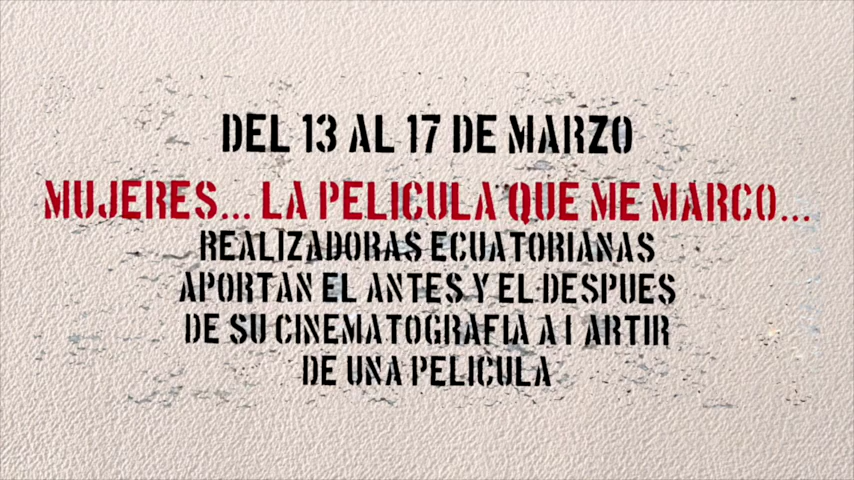 DEL 13 AL 17 DE MARZO
MUJERES... LA PELICULA QUE ME MARCO...
REALIZADORAS ECUATORIANAS
APORTAN EL ANTES Y EL DESPUES
DE SU CINEMATOGRAFIA A PARTIR
DE UNA PELICULA